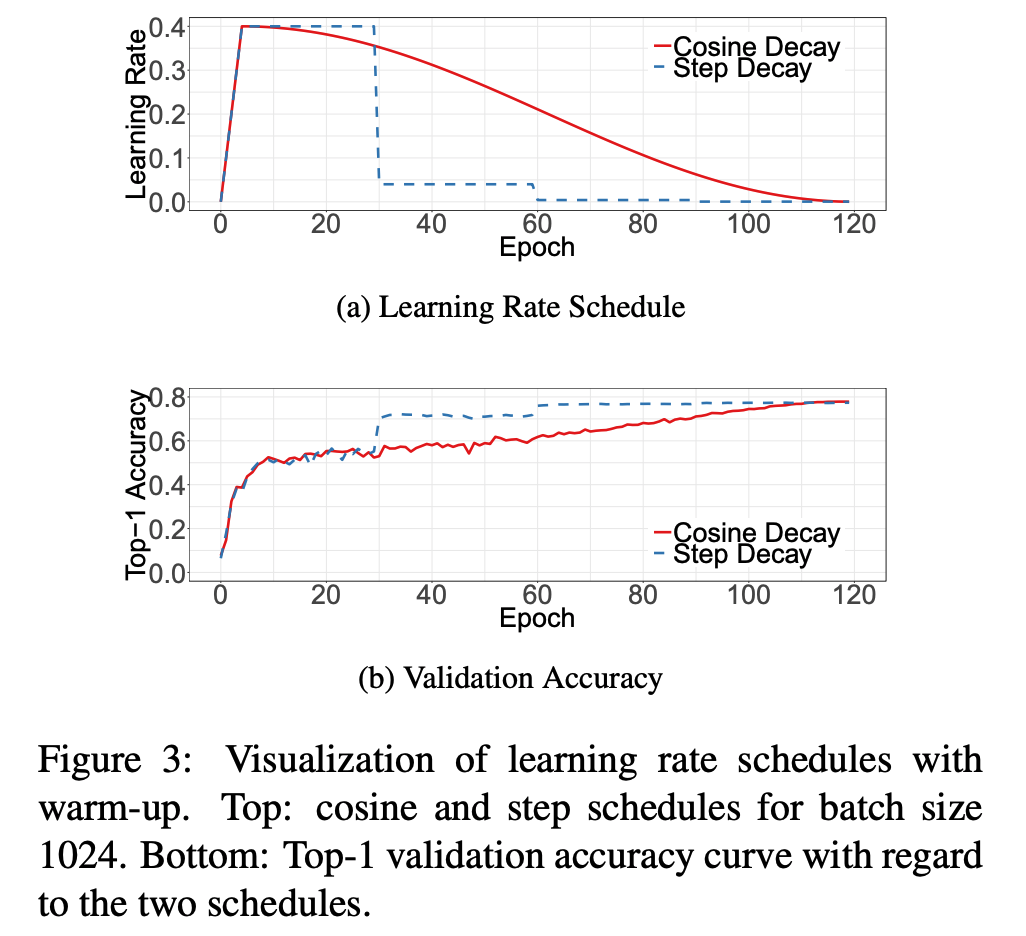 0.4
0.3
0.2
0.1
0.0
Learning Rate
Cosine Decay
Step Decay
0 20 40 60 80 100 120
Epoch
(a) Learning Rate Schedule
0.8
0.6
0.4
0.2
0.0
Top−1 Accuracy
Cosine Decay
Step Decay
0 20 40 60 80 100 120
Epoch
(b) Validation Accuracy
Figure 3: Visualization of learning rate schedules with
warm-up. Top: cosine and step schedules for batch size
1024. Bottom: Top-1 validation accuracy curve with regard
to the two schedules.